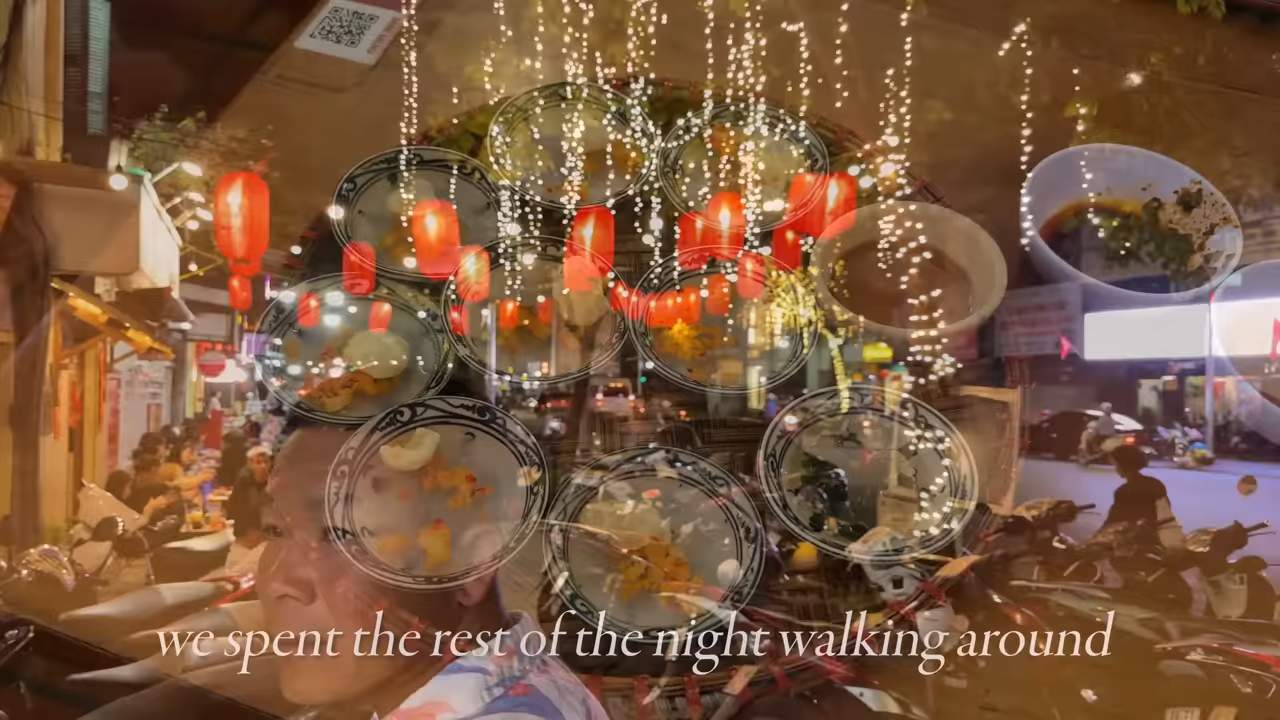 we spent the rest of the night walking around